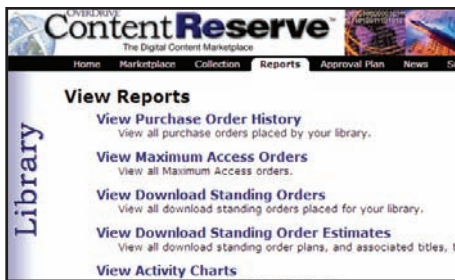 OVERDRIVE
ContentReserve™
The Digital Content Marketplace
Home Marketplace Collection Reports Approval Plan News
View Reports
View Purchase Order History
View all purchase orders placed by your library.
View Maximum Access Orders
View all Maximum Access orders.
View Download Standing Orders
View all download standing orders placed for your library.
View Download Standing Order Estimates
View all download standing order plans, and associated titles,
View Activity Charts
Library